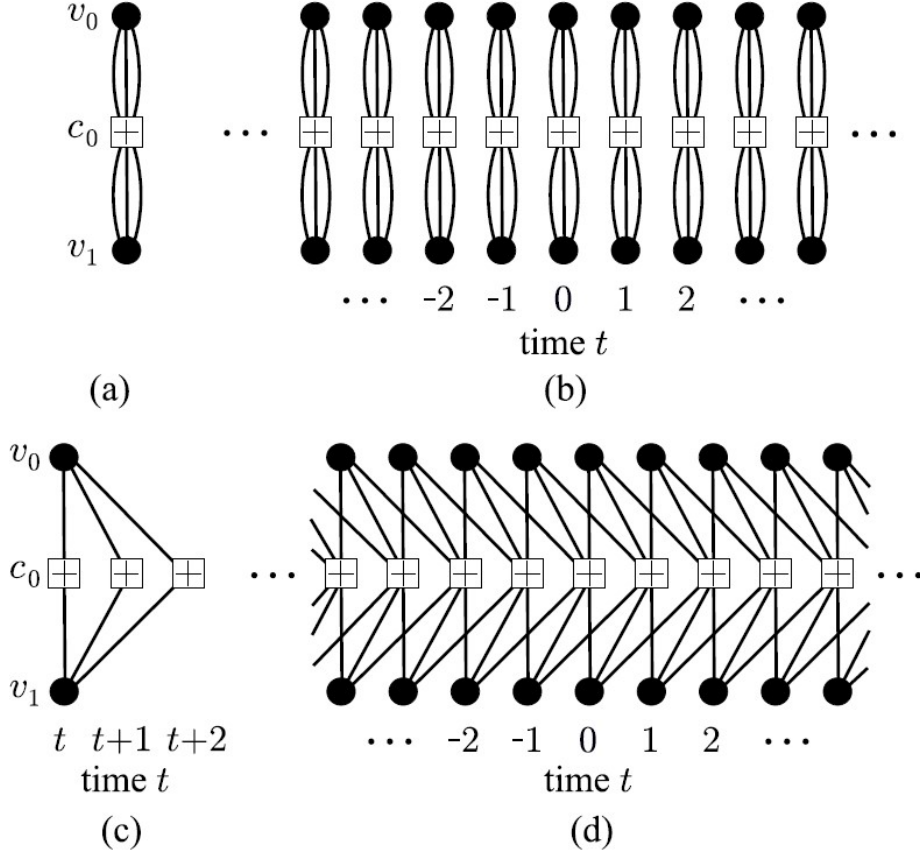 v₀
c₀ ... ...
v₁
... -2 -1 0 1 2 ...
time t
(a) (b)
v₀
c₀ ... ...
v₁
t t+1 t+2 ... -2 -1 0 1 2 ...
time t time t
(c) (d)